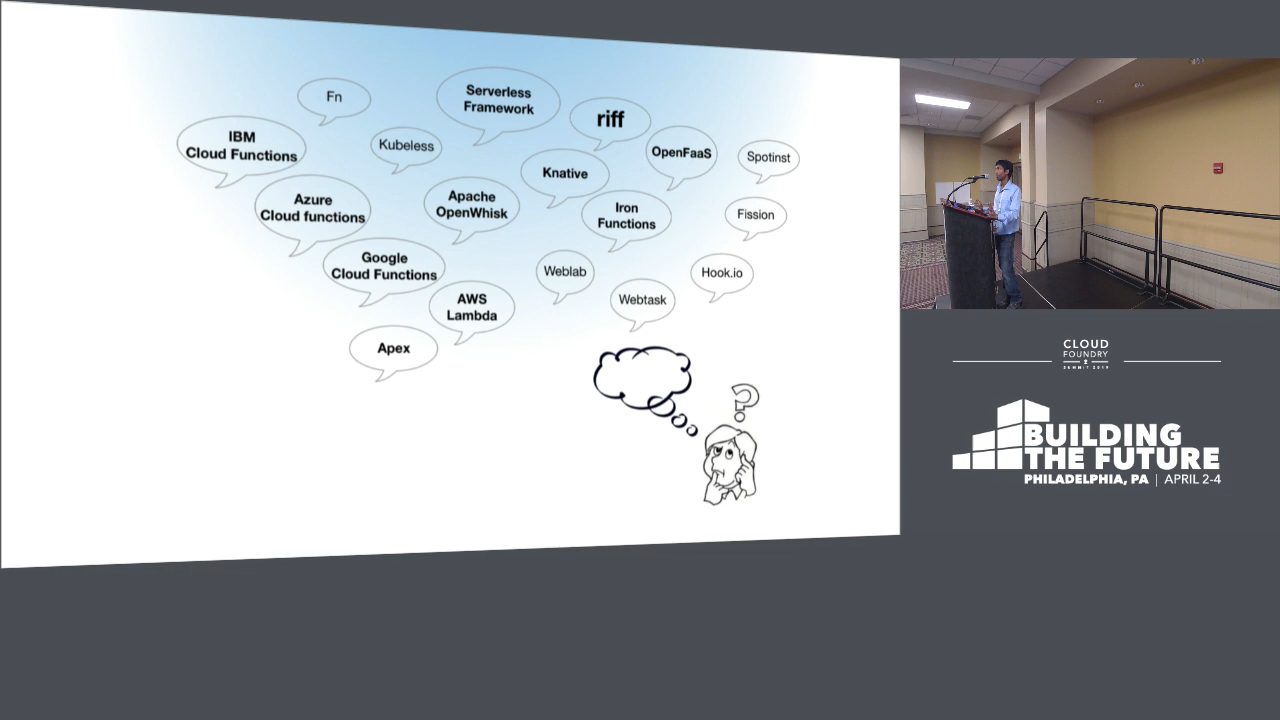 Fn
Serverless
Framework
riff
IBM
Cloud Functions
Kubeless
OpenFaaS
Spotinst
Knative
Azure
Cloud functions
Apache
OpenWhisk
Iron
Functions
Fission
Google
Cloud Functions
Weblab
Hook.io
AWS
Lambda
Webtask
Apex
?
CLOUD
FOUNDRY
SUMMIT 2019
BUILDING
THE FUTURE
PHILADELPHIA, PA | APRIL 2-4